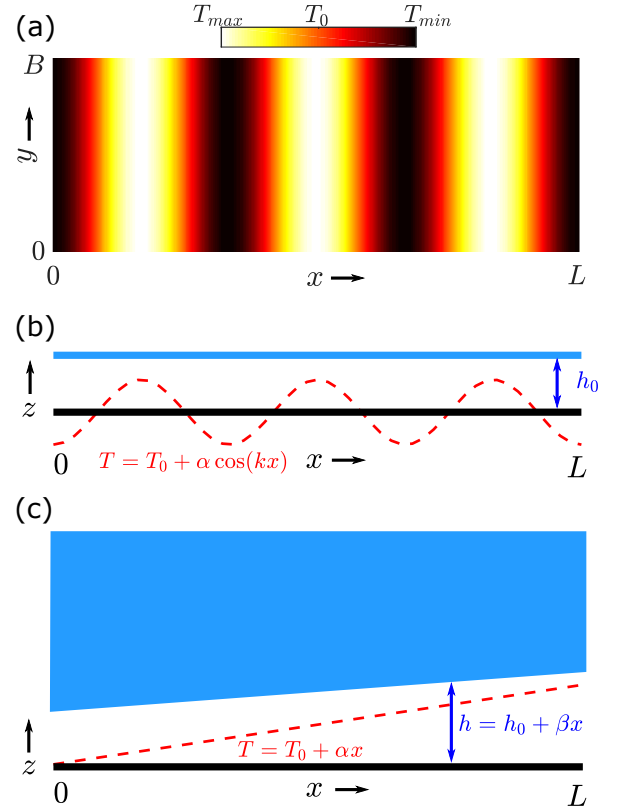 (a)
T_max T_0 T_min
B
y
0
0 x L
(b)
h_0
z
0 T = T_0 + α cos(kx) x L
(c)
h = h_0 + βx
T = T_0 + αx
z
0 x L